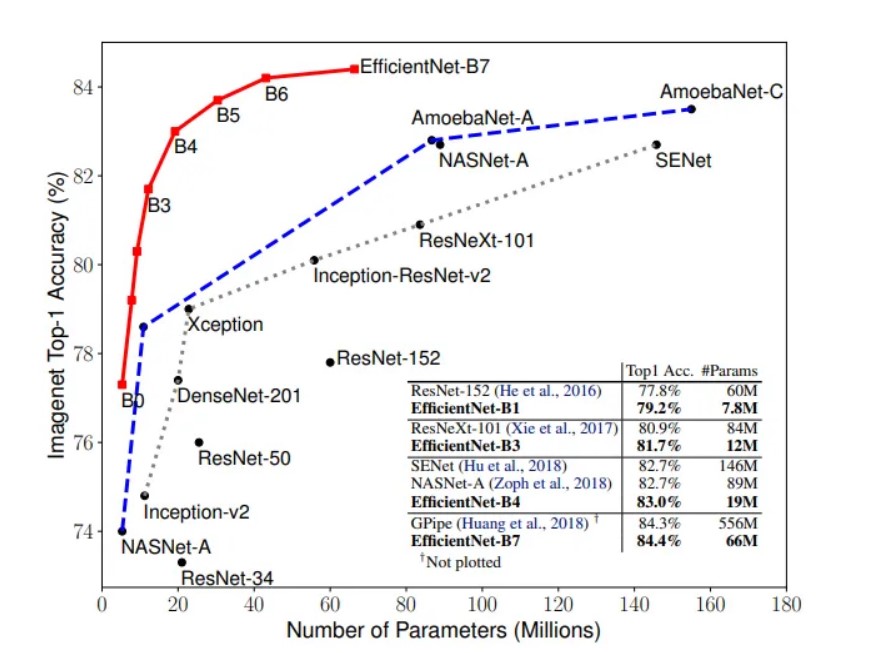 84
82
80
78
76
74
0
20
40
60
80
100
120
140
160
180
Imagenet Top-1 Accuracy (%)
Number of Parameters (Millions)
EfficientNet-B7
B6
B5
B4
B3
B0
AmoebaNet-C
AmoebaNet-A
NASNet-A
SENet
ResNeXt-101
Inception-ResNet-v2
Xception
ResNet-152
DenseNet-201
ResNet-50
Inception-v2
NASNet-A
ResNet-34
Top1 Acc. #Params
ResNet-152 (He et al., 2016) 77.8% 60M
EfficientNet-B1 79.2% 7.8M
ResNeXt-101 (Xie et al., 2017) 80.9% 84M
EfficientNet-B3 81.7% 12M
SENet (Hu et al., 2018) 82.7% 146M
NASNet-A (Zoph et al., 2018) 82.7% 89M
EfficientNet-B4 83.0% 19M
GPipe (Huang et al., 2018) † 84.3% 556M
EfficientNet-B7 84.4% 66M
†Not plotted